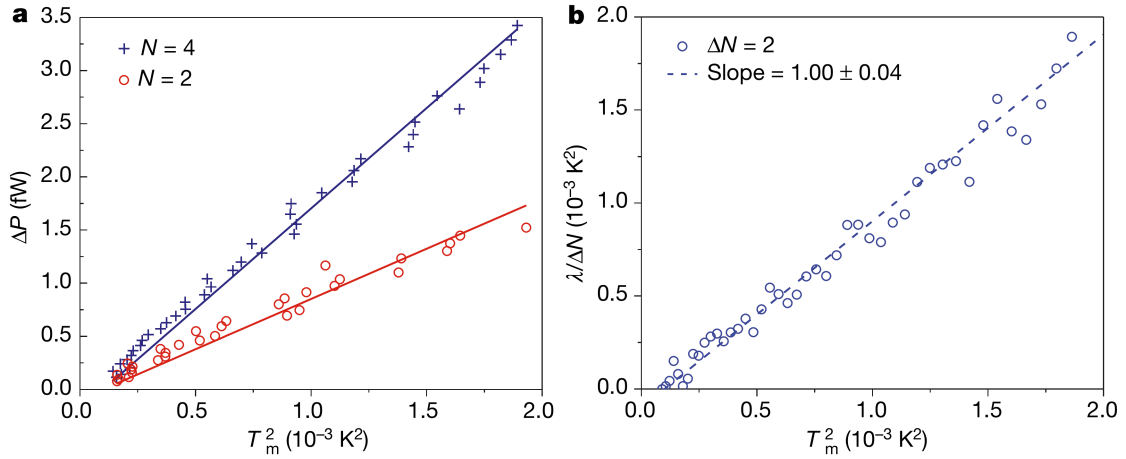 a
3.5
3.0
2.5
2.0
1.5
1.0
0.5
0.0
ΔP (fW)
N = 4
N = 2
0.0 0.5 1.0 1.5 2.0
T²ₘ (10⁻³ K²)
b
2.0
1.5
1.0
0.5
0.0
λ/ΔN (10⁻³ K²)
ΔN = 2
Slope = 1.00 ± 0.04
0.0 0.5 1.0 1.5 2.0
T²ₘ (10⁻³ K²)